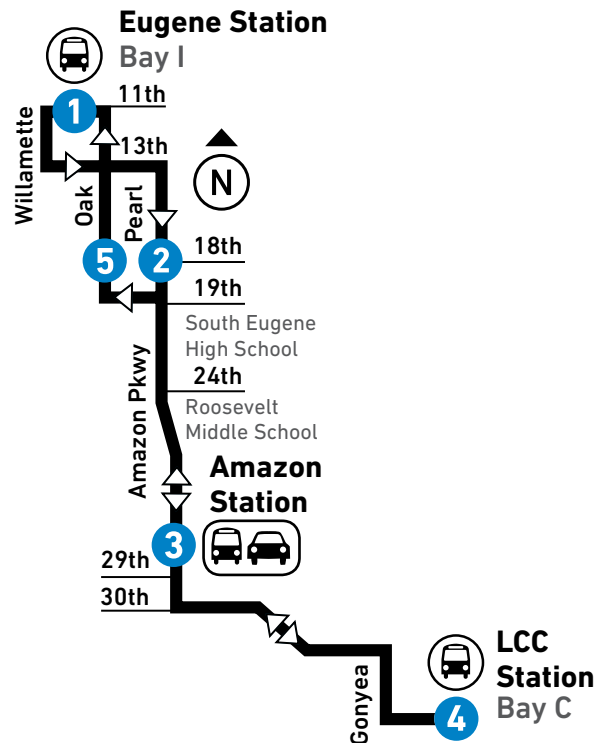 Eugene Station
Bay I
1
11th
13th
Willamette
Oak
Pearl
N
5
2
18th
19th
South Eugene
High School
24th
Amazon Pkwy
Roosevelt
Middle School
Amazon
Station
3
29th
30th
LCC
Station
Bay C
4
Gonyea